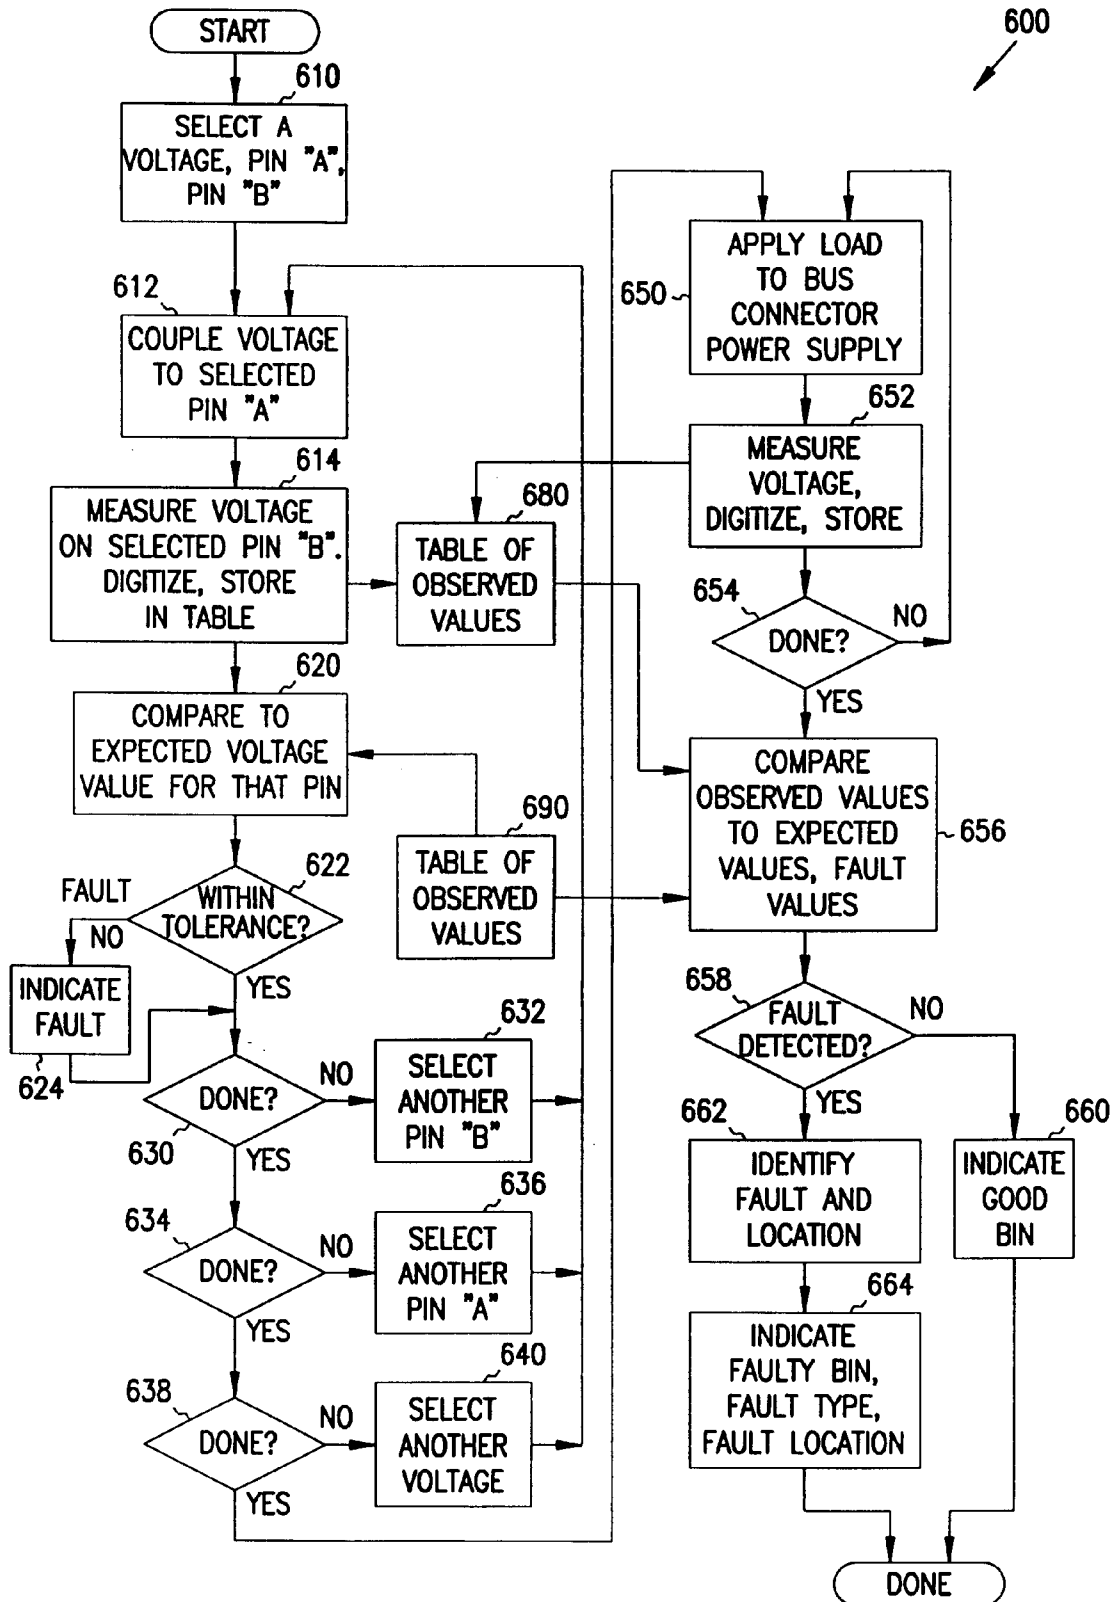 START
600
610
SELECT A
VOLTAGE, PIN "A",
PIN "B"
612
COUPLE VOLTAGE
TO SELECTED
PIN "A"
614
MEASURE VOLTAGE
ON SELECTED PIN "B".
DIGITIZE, STORE
IN TABLE
680
TABLE OF
OBSERVED
VALUES
620
COMPARE TO
EXPECTED VOLTAGE
VALUE FOR THAT PIN
690
TABLE OF
OBSERVED
VALUES
622
WITHIN
TOLERANCE?
FAULT
NO
YES
INDICATE
FAULT
624
DONE?
630
NO
YES
632
SELECT
ANOTHER
PIN "B"
634
DONE?
NO
YES
636
SELECT
ANOTHER
PIN "A"
638
DONE?
NO
YES
640
SELECT
ANOTHER
VOLTAGE
650
APPLY LOAD
TO BUS
CONNECTOR
POWER SUPPLY
652
MEASURE
VOLTAGE,
DIGITIZE, STORE
654
DONE?
NO
YES
COMPARE
OBSERVED VALUES
TO EXPECTED
VALUES, FAULT
VALUES
656
658
FAULT
DETECTED?
NO
YES
660
INDICATE
GOOD
BIN
662
IDENTIFY
FAULT AND
LOCATION
664
INDICATE
FAULTY BIN,
FAULT TYPE,
FAULT LOCATION
DONE